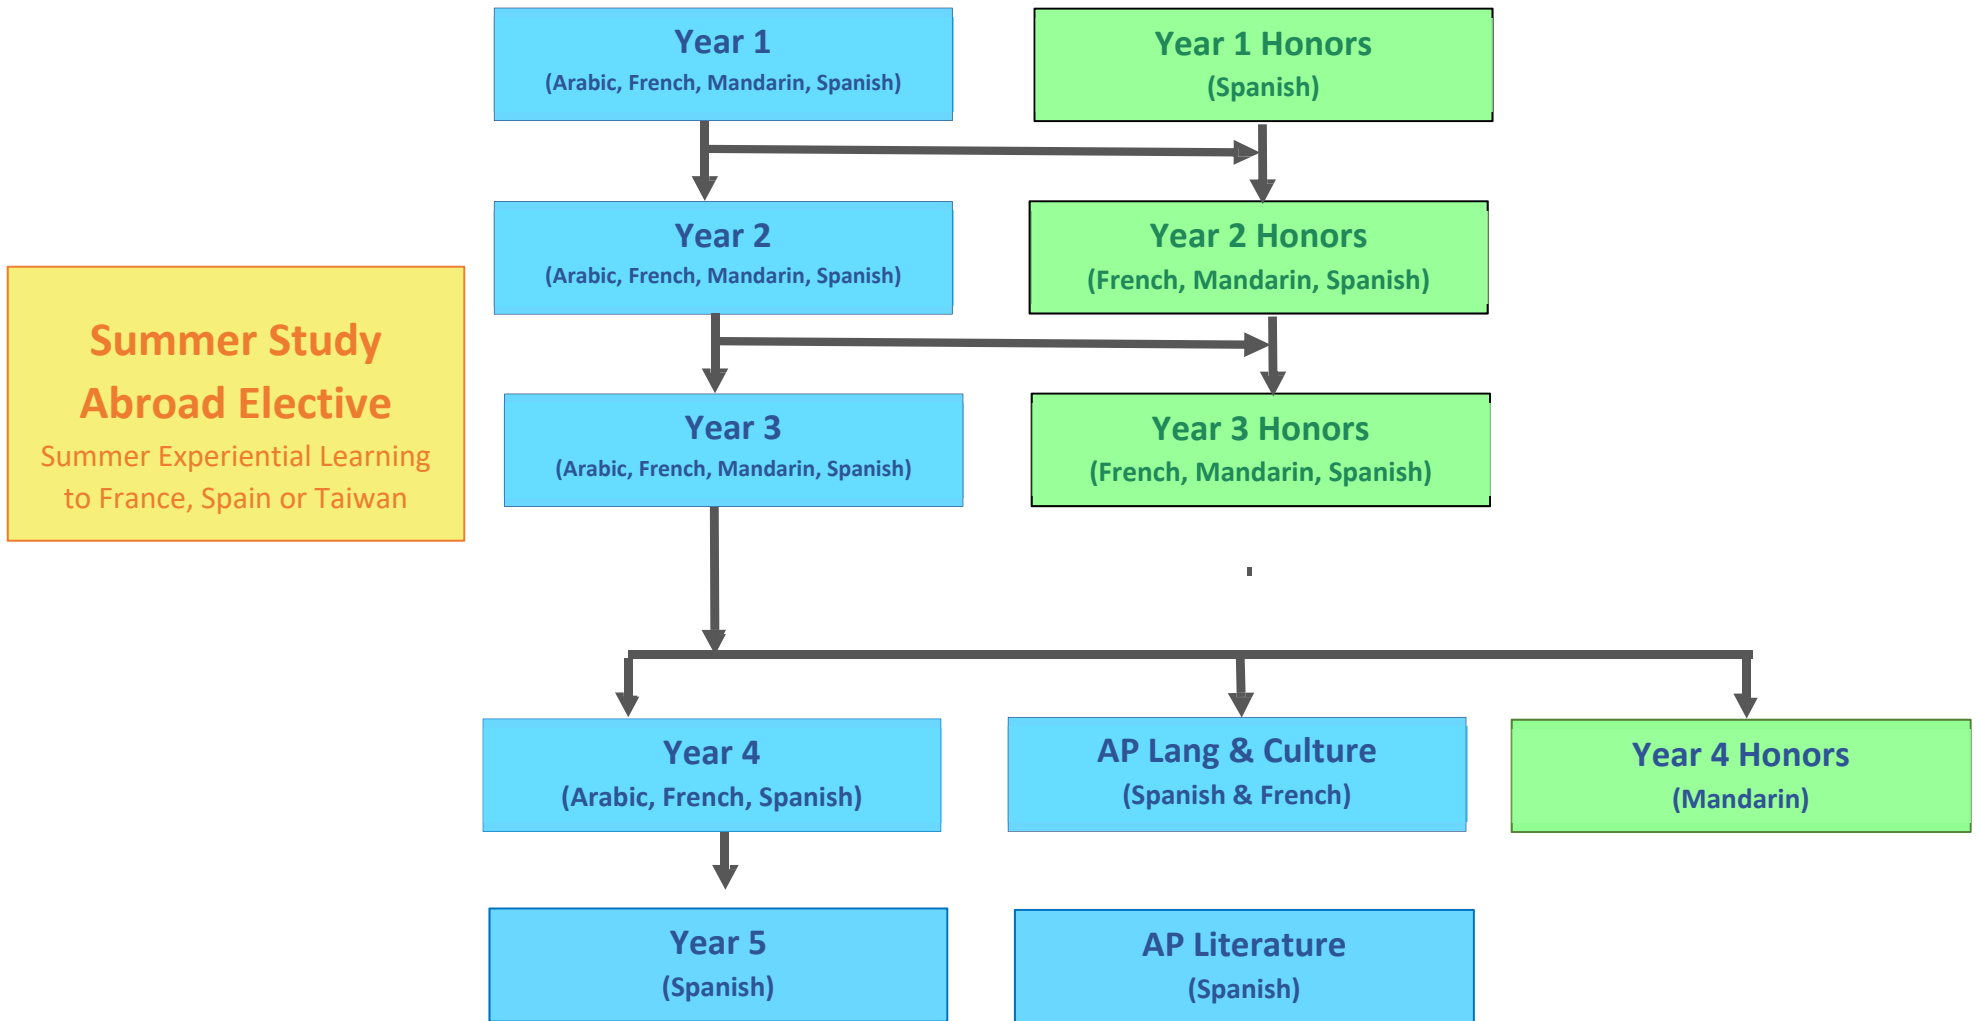 Year 1
(Arabic, French, Mandarin, Spanish)
Year 1 Honors
(Spanish)
Year 2
(Arabic, French, Mandarin, Spanish)
Year 2 Honors
(French, Mandarin, Spanish)
Summer Study
Abroad Elective
Summer Experiential Learning
to France, Spain or Taiwan
Year 3
(Arabic, French, Mandarin, Spanish)
Year 3 Honors
(French, Mandarin, Spanish)
Year 4
(Arabic, French, Spanish)
AP Lang & Culture
(Spanish & French)
Year 4 Honors
(Mandarin)
Year 5
(Spanish)
AP Literature
(Spanish)